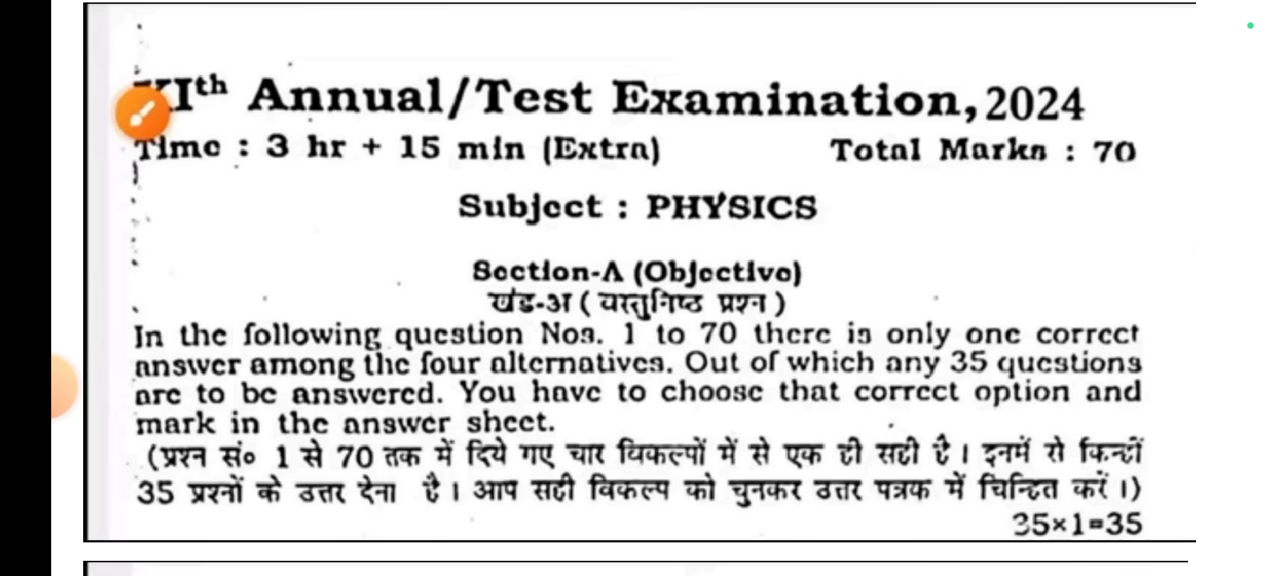 XIth Annual/Test Examination, 2024
Time : 3 hr + 15 min (Extra) Total Marks : 70
Subject : PHYSICS
Section-A (Objective)
खंड-अ ( वस्तुनिष्ठ प्रश्न )
In the following question Nos. 1 to 70 there is only one correct
answer among the four alternatives. Out of which any 35 questions
are to be answered. You have to choose that correct option and
mark in the answer sheet.
(प्रश्न सं० 1 से 70 तक में दिये गए चार विकल्पों में से एक ही सही है। इनमें से किन्हीं
35 प्रश्नों के उत्तर देना है। आप सही विकल्प को चुनकर उत्तर पत्रक में चिन्हित करें।)
35×1=35